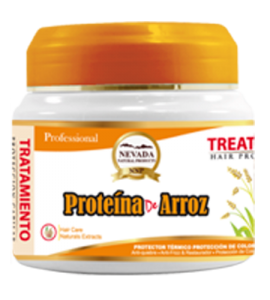 Professional
NEVADA
NATURAL PRODUCTS
NNP
TREAT
HAIR PRO
TRATAMIENTO
Proteína De Arroz
Hair Care
Naturals Extracts
PROTECTOR TÉRMICO PROTECCIÓN DE COLOR